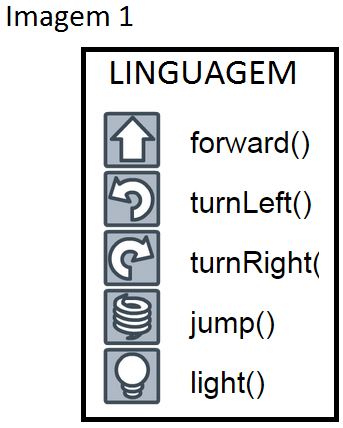 Imagem 1
LINGUAGEM
forward()
turnLeft()
turnRight(
jump()
light()